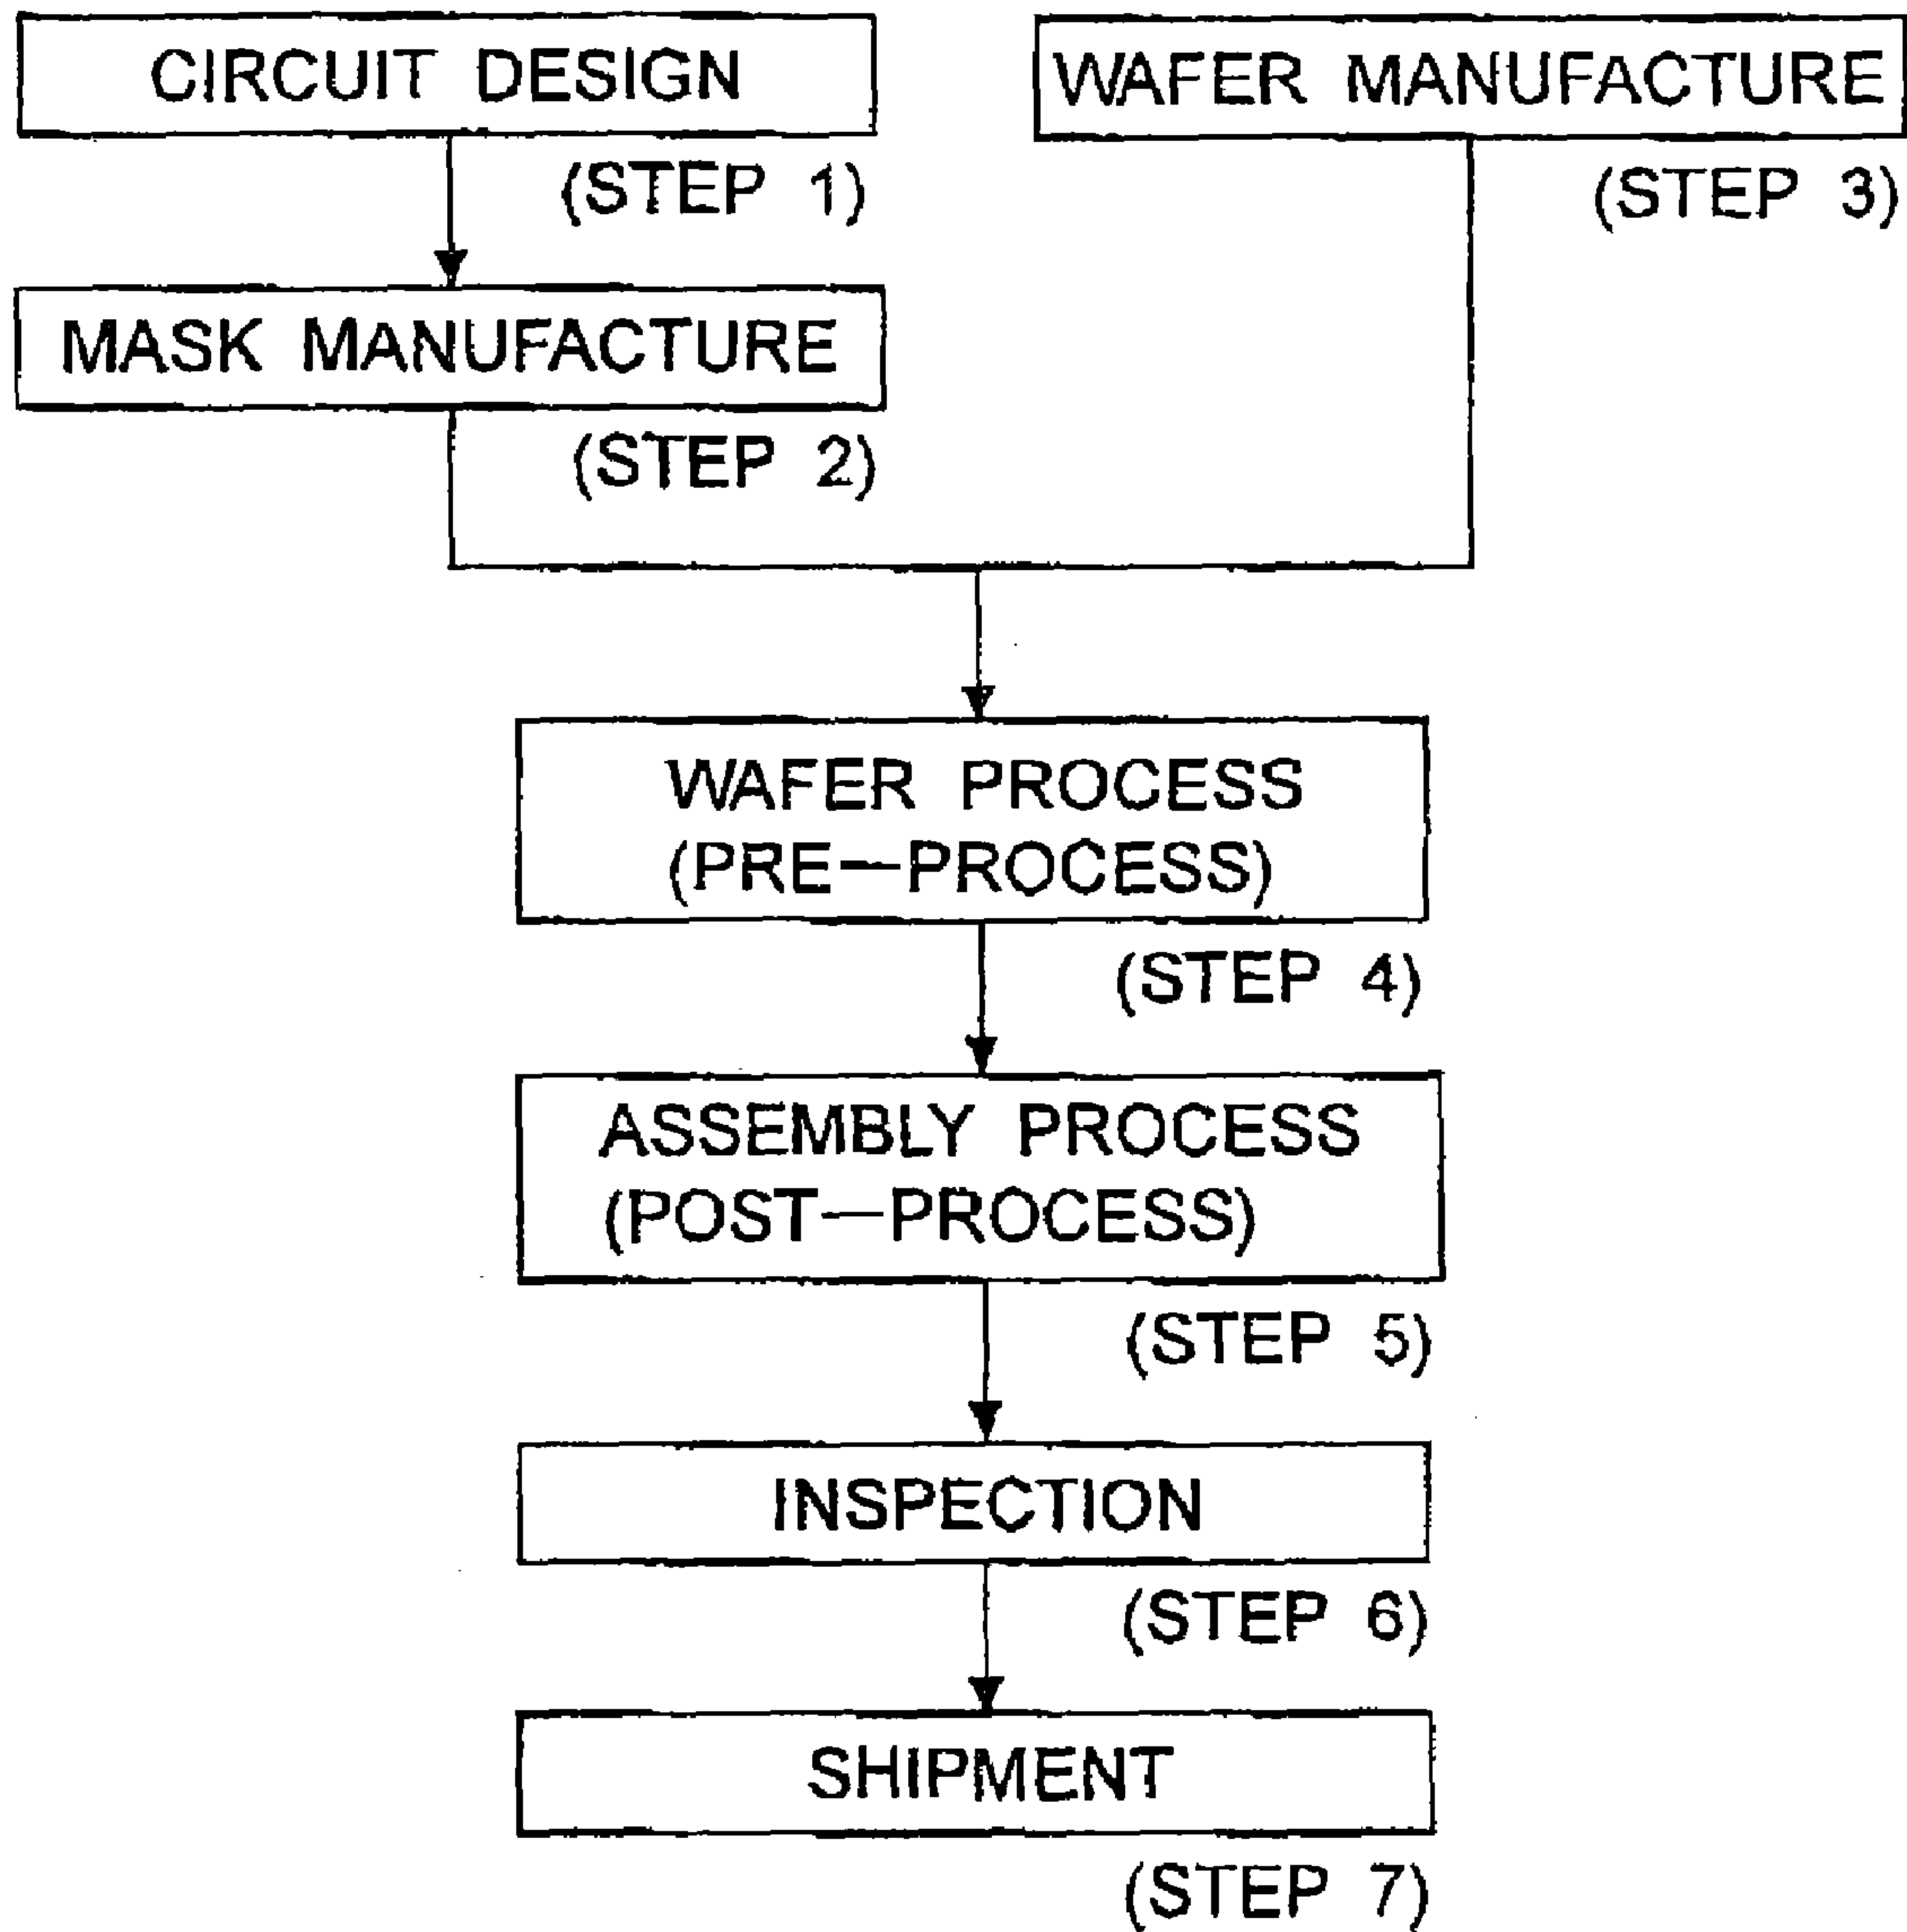 CIRCUIT DESIGN
(STEP 1)
WAFER MANUFACTURE
(STEP 3)
MASK MANUFACTURE
(STEP 2)
WAFER PROCESS
(PRE—PROCESS)
(STEP 4)
ASSEMBLY PROCESS
(POST—PROCESS)
(STEP 5)
INSPECTION
(STEP 6)
SHIPMENT
(STEP 7)